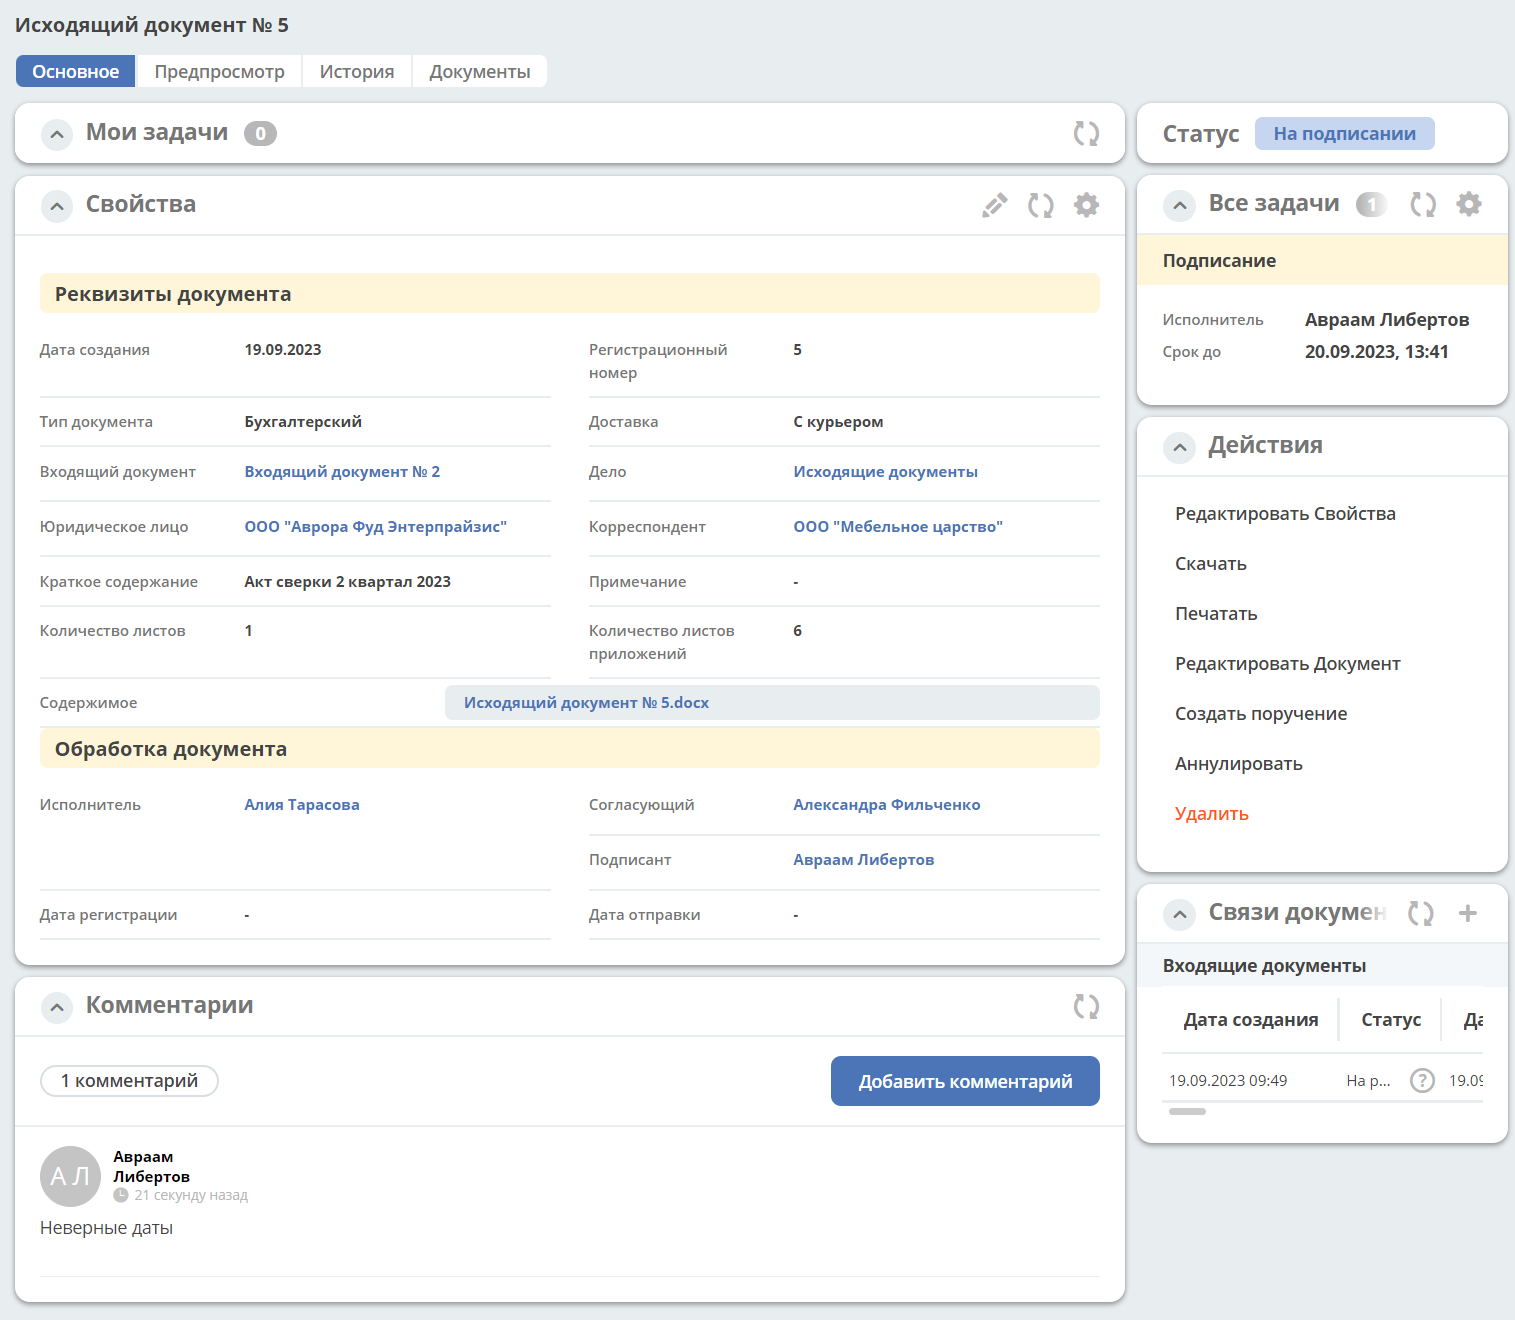 Исходящий документ № 5
Основное
Предпросмотр
История
Документы
Мои задачи 0
Свойства
Реквизиты документа
Дата создания 19.09.2023
Регистрационный номер 5
Тип документа Бухгалтерский
Доставка С курьером
Входящий документ Входящий документ № 2
Дело Исходящие документы
Юридическое лицо ООО "Аврора Фуд Энтерпрайзис"
Корреспондент ООО "Мебельное царство"
Краткое содержание Акт сверки 2 квартал 2023
Примечание -
Количество листов 1
Количество листов приложений 6
Содержимое Исходящий документ № 5.docx
Обработка документа
Исполнитель Алия Тарасова
Согласующий Александра Фильченко
Подписант Авраам Либертов
Дата регистрации -
Дата отправки -
Комментарии
1 комментарий
Добавить комментарий
А Л
Авраам
Либертов
21 секунду назад
Неверные даты
Статус На подписании
Все задачи 1
Подписание
Исполнитель Авраам Либертов
Срок до 20.09.2023, 13:41
Действия
Редактировать Свойства
Скачать
Печатать
Редактировать Документ
Создать поручение
Аннулировать
Удалить
Связи докумен
Входящие документы
Дата создания Статус Да
19.09.2023 09:49 На р... ? 19.09